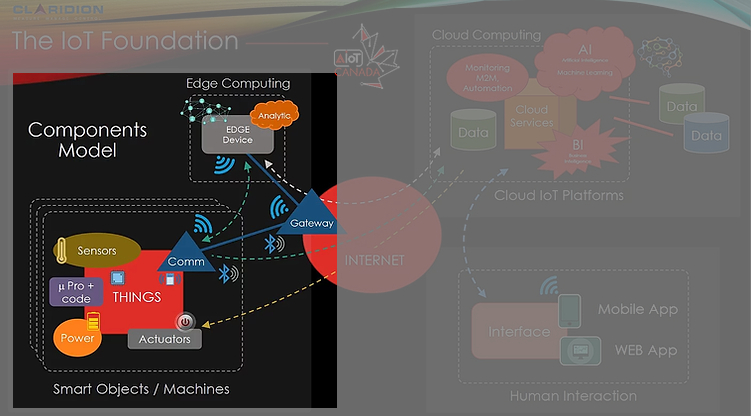 CLARIDION
The IoT Foundation
AIoT
CANADA
Cloud Computing
AI
Artificial Intelligence
Machine Learning
Monitoring
M2M,
Automation
Cloud
Services
Data
Data
Data
BI
Business
Intelligence
Cloud IoT Platforms
Edge Computing
Analytic
EDGE
Device
Components
Model
Gateway
INTERNET
Sensors
Comm
μ Pro +
code
THINGS
Power
Actuators
Smart Objects / Machines
Interface
Mobile App
WEB App
Human Interaction